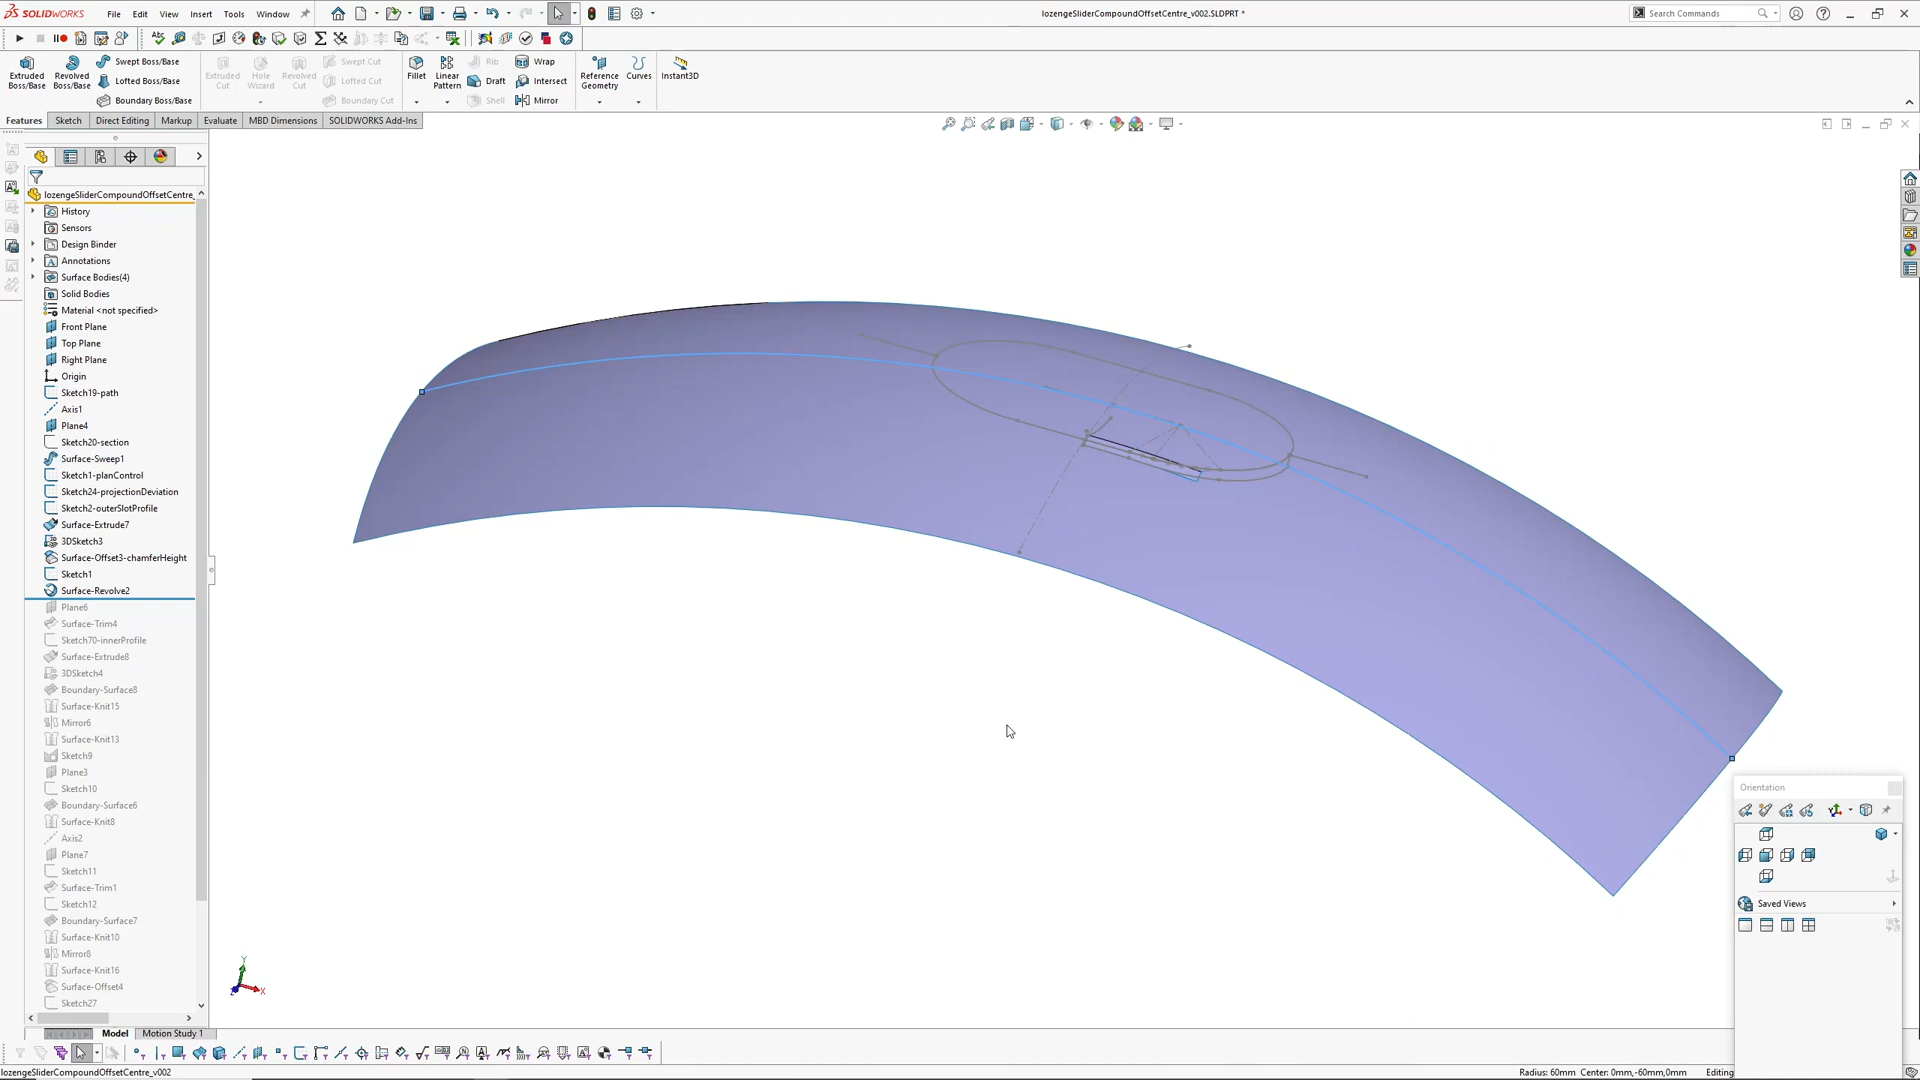 SOLIDWORKS File Edit View Insert Tools Window lozengeSliderCompoundOffsetCentre_v002.SLDPRT * Search Commands
Extruded Boss/Base
Revolved Boss/Base
Swept Boss/Base
Lofted Boss/Base
Boundary Boss/Base
Extruded Cut
Hole Wizard
Revolved Cut
Swept Cut
Lofted Cut
Boundary Cut
Fillet
Linear Pattern
Rib
Draft
Shell
Wrap
Intersect
Mirror
Reference Geometry
Curves
Instant3D
Features Sketch Direct Editing Markup Evaluate MBD Dimensions SOLIDWORKS Add-Ins
lozengeSliderCompoundOffsetCentre_
History
Sensors
Design Binder
Annotations
Surface Bodies(4)
Solid Bodies
Material <not specified>
Front Plane
Top Plane
Right Plane
Origin
Sketch19-path
Axis1
Plane4
Sketch20-section
Surface-Sweep1
Sketch1-planControl
Sketch24-projectionDeviation
Sketch2-outerSlotProfile
Surface-Extrude7
3DSketch3
Surface-Offset3-chamferHeight
Sketch1
Surface-Revolve2
Plane6
Surface-Trim4
Sketch70-innerProfile
Surface-Extrude8
3DSketch4
Boundary-Surface8
Surface-Knit15
Mirror6
Surface-Knit13
Sketch9
Plane3
Sketch10
Boundary-Surface6
Surface-Knit8
Axis2
Plane7
Sketch11
Surface-Trim1
Sketch12
Boundary-Surface7
Surface-Knit10
Mirror8
Surface-Knit16
Surface-Offset4
Sketch27
Orientation
Saved Views
Y
X
Z
Model Motion Study 1
lozengeSliderCompoundOffsetCentre_v002 Radius: 60mm Center: 0mm,-60mm,0mm Editing